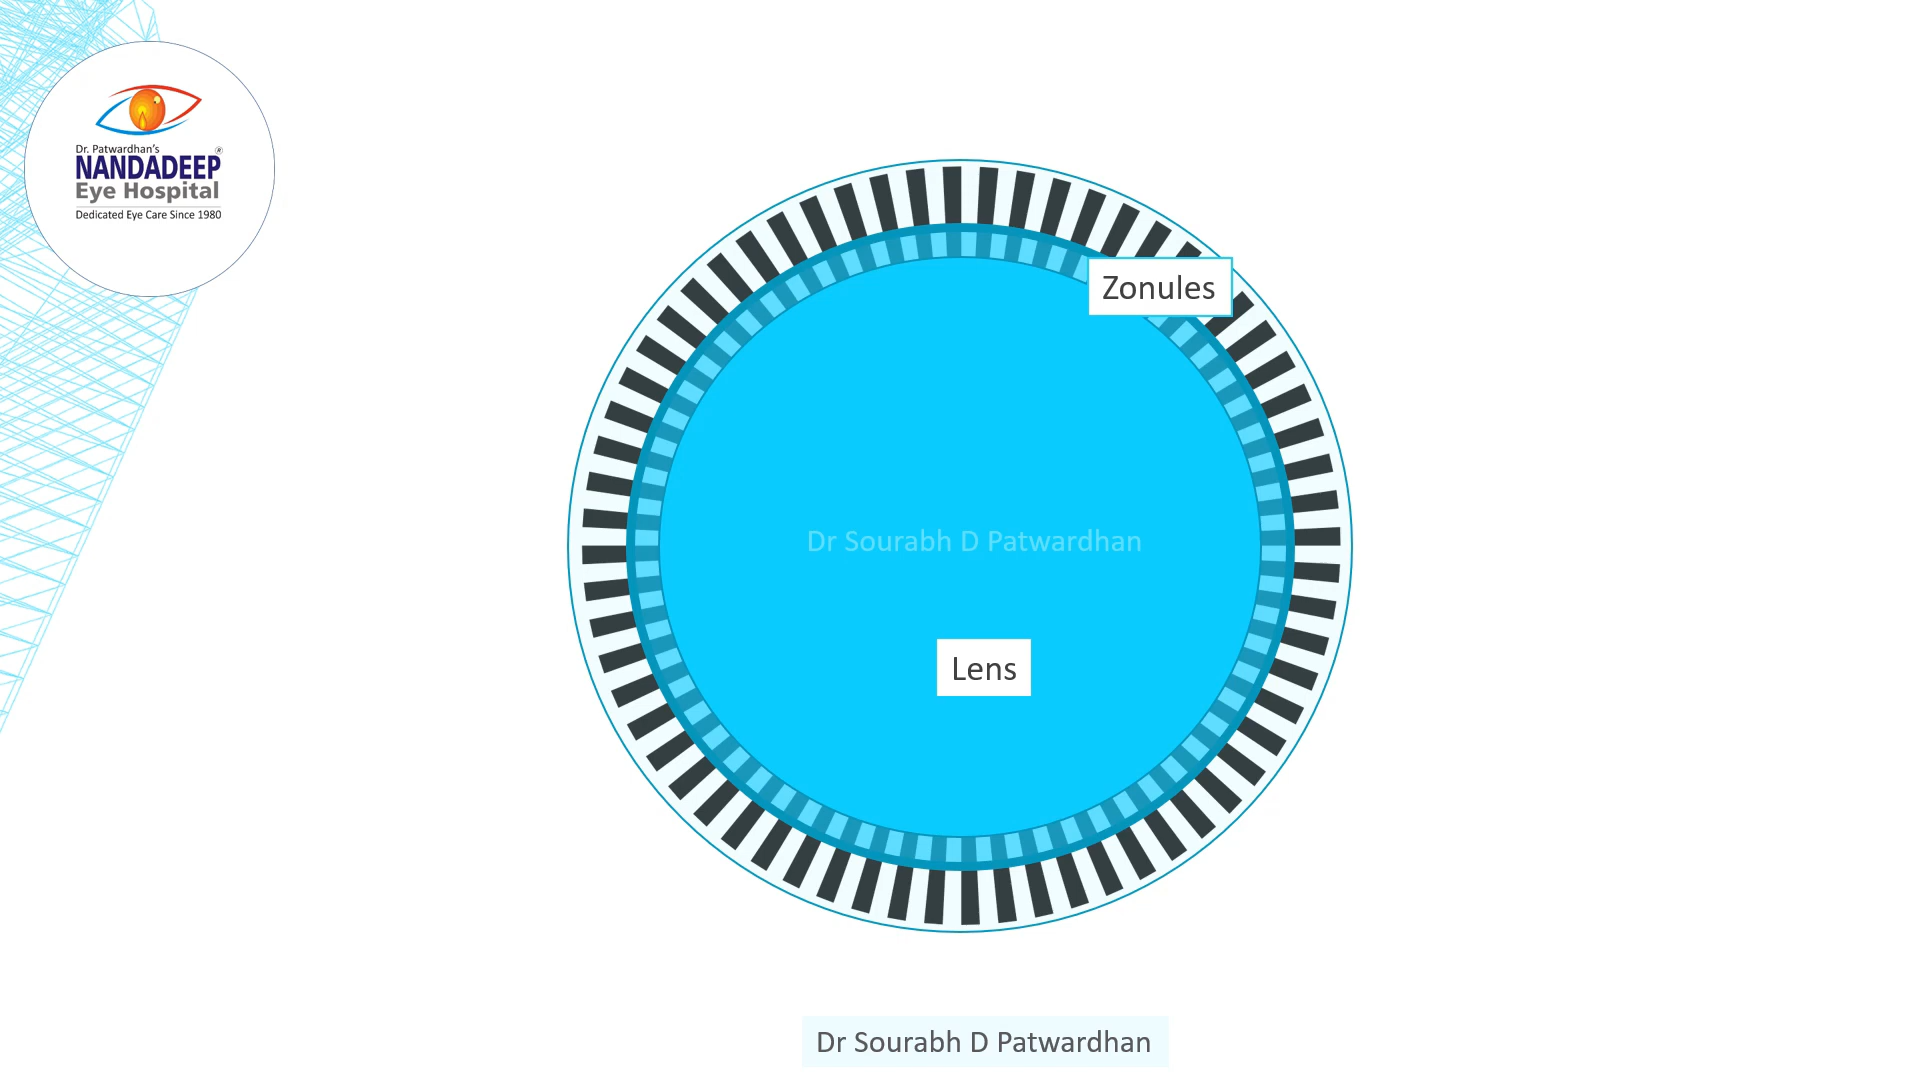 Dr. Patwardhan's
NANDADEEP®
Eye Hospital
Dedicated Eye Care Since 1980
Zonules
Dr Sourabh D Patwardhan
Lens
Dr Sourabh D Patwardhan